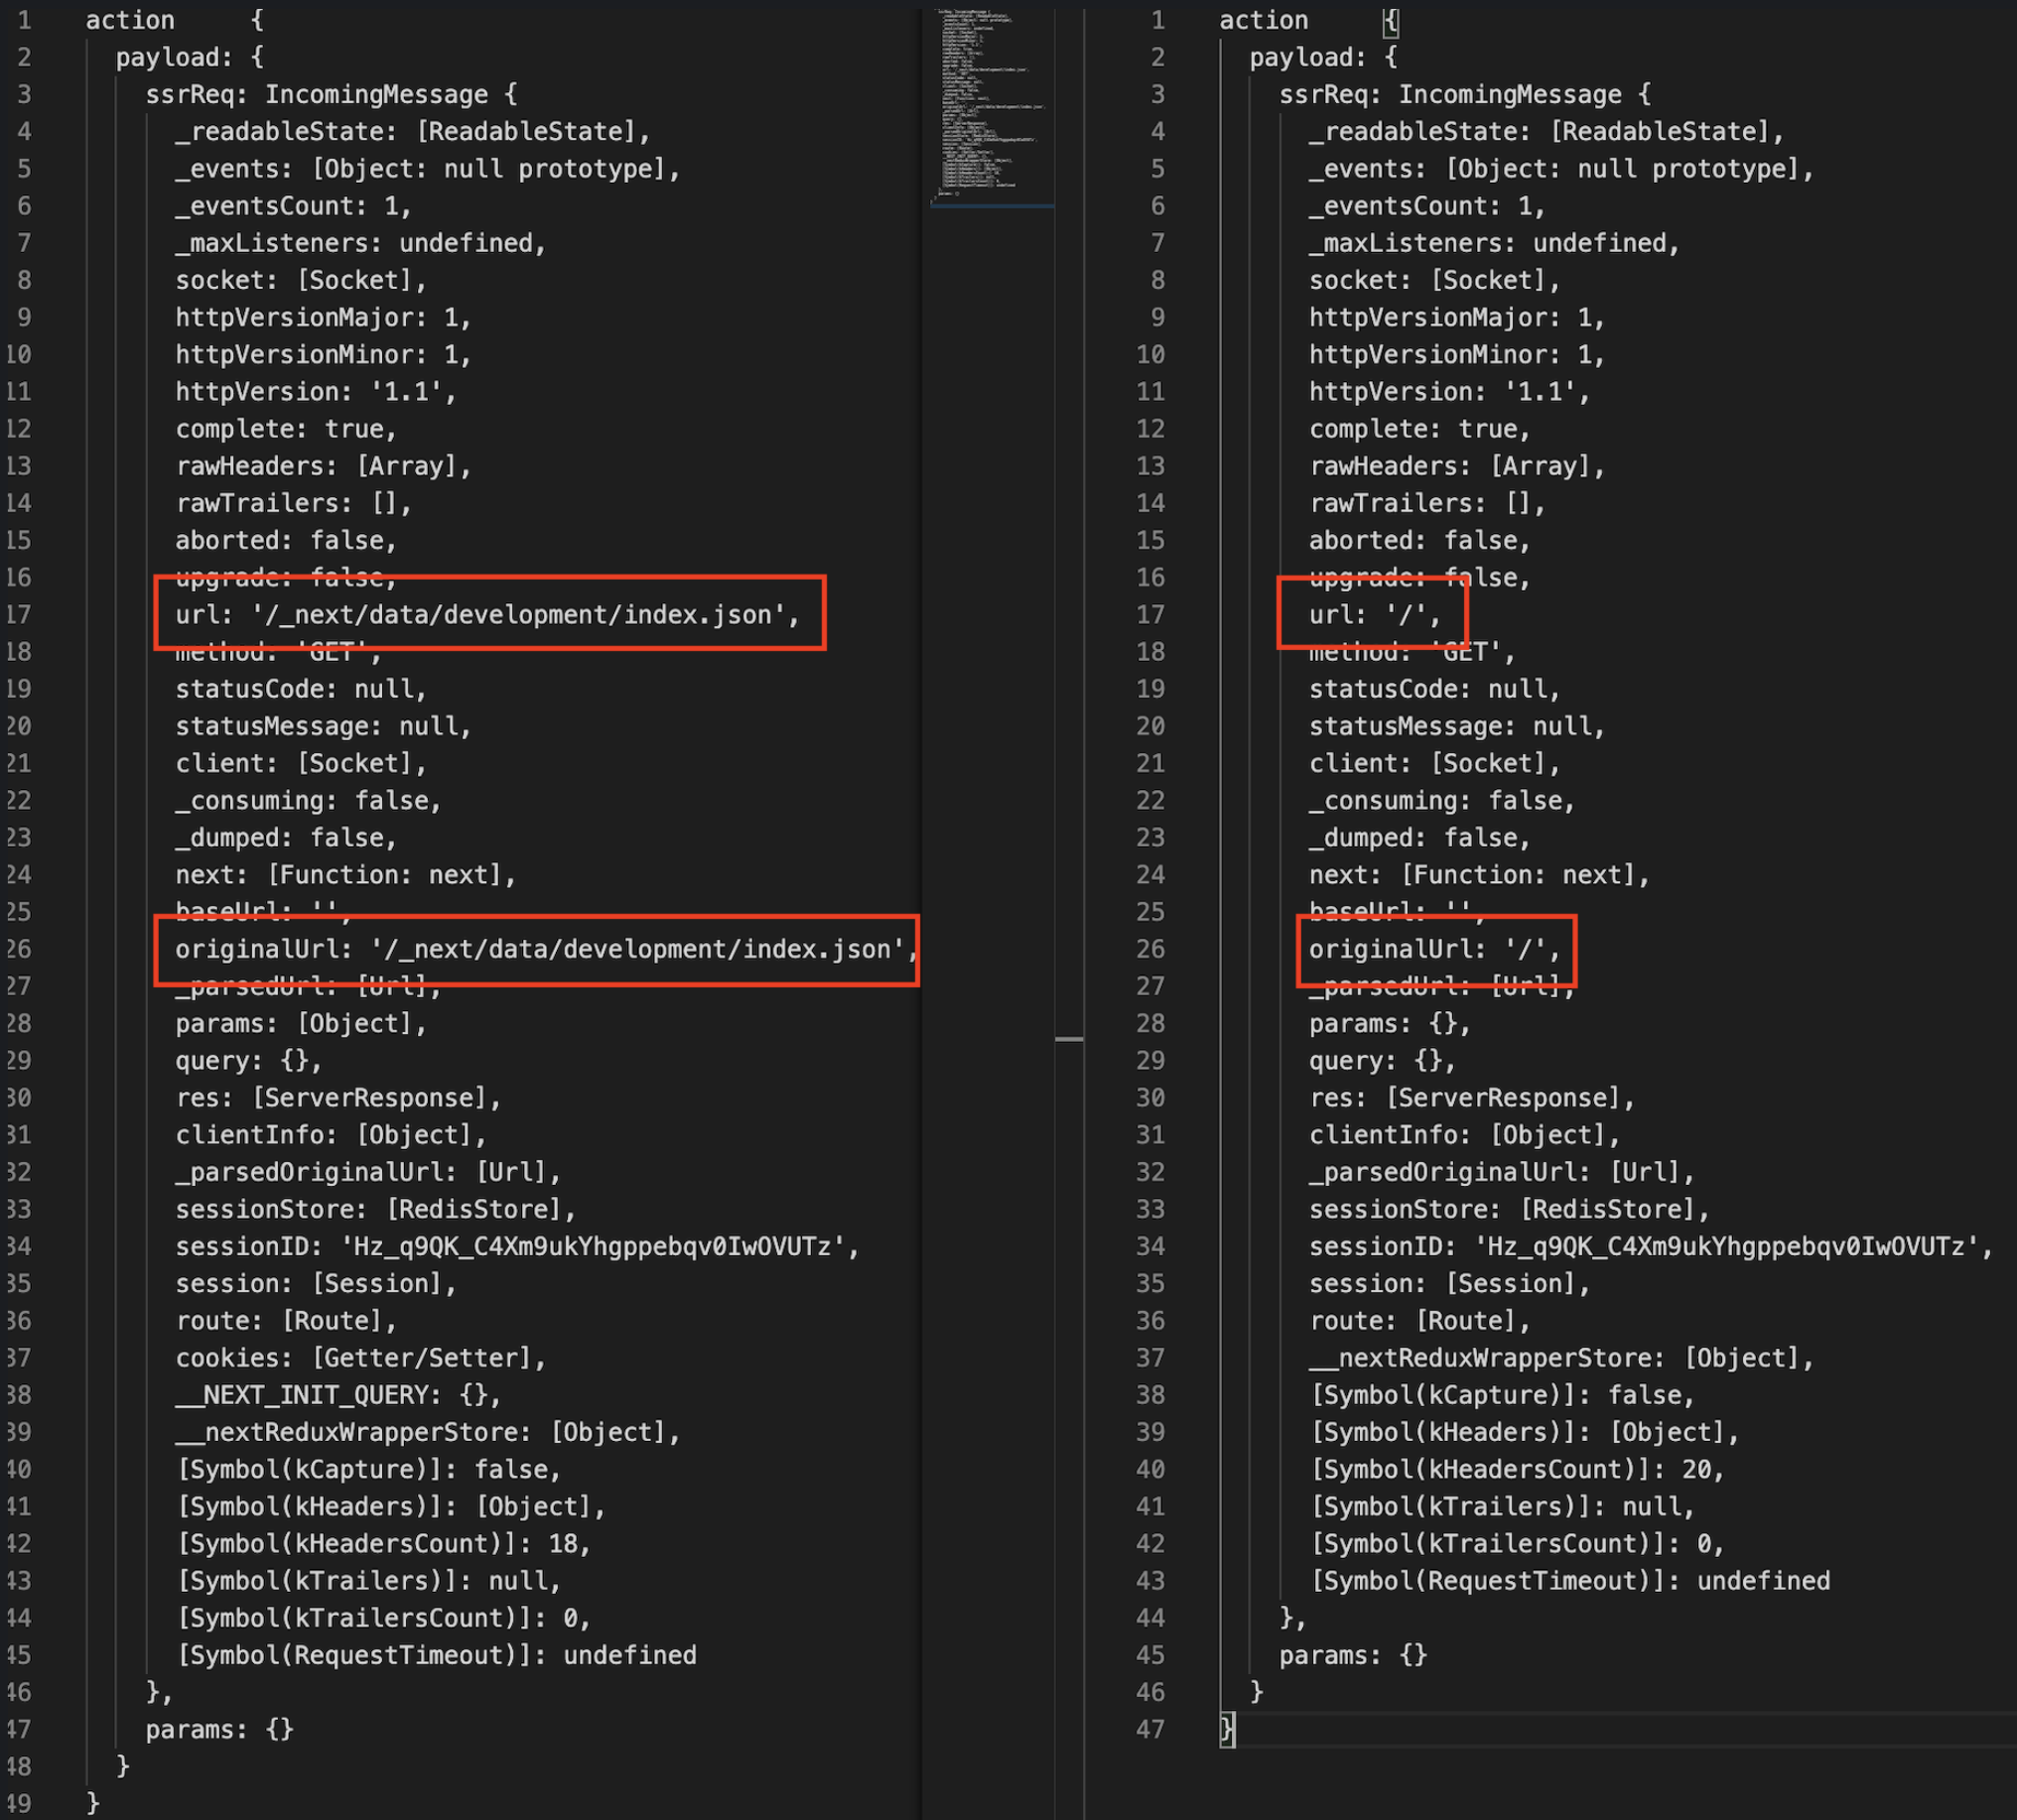 1 action {
2 payload: {
3 ssrReq: IncomingMessage {
4 _readableState: [ReadableState],
5 _events: [Object: null prototype],
6 _eventsCount: 1,
7 _maxListeners: undefined,
8 socket: [Socket],
9 httpVersionMajor: 1,
10 httpVersionMinor: 1,
11 httpVersion: '1.1',
12 complete: true,
13 rawHeaders: [Array],
14 rawTrailers: [],
15 aborted: false,
16 upgrade: false,
17 url: '/_next/data/development/index.json',
18 method: 'GET',
19 statusCode: null,
20 statusMessage: null,
21 client: [Socket],
22 _consuming: false,
23 _dumped: false,
24 next: [Function: next],
25 baseUrl: '',
26 originalUrl: '/_next/data/development/index.json',
27 _parsedUrl: [Url],
28 params: [Object],
29 query: {},
30 res: [ServerResponse],
31 clientInfo: [Object],
32 _parsedOriginalUrl: [Url],
33 sessionStore: [RedisStore],
34 sessionID: 'Hz_q9QK_C4Xm9ukYhgppebqv0IwOVUTz',
35 session: [Session],
36 route: [Route],
37 cookies: [Getter/Setter],
38 __NEXT_INIT_QUERY: {},
39 __nextReduxWrapperStore: [Object],
40 [Symbol(kCapture)]: false,
41 [Symbol(kHeaders)]: [Object],
42 [Symbol(kHeadersCount)]: 18,
43 [Symbol(kTrailers)]: null,
44 [Symbol(kTrailersCount)]: 0,
45 [Symbol(RequestTimeout)]: undefined
46 },
47 params: {}
48 }
49 }
1 action {
2 payload: {
3 ssrReq: IncomingMessage {
4 _readableState: [ReadableState],
5 _events: [Object: null prototype],
6 _eventsCount: 1,
7 _maxListeners: undefined,
8 socket: [Socket],
9 httpVersionMajor: 1,
10 httpVersionMinor: 1,
11 httpVersion: '1.1',
12 complete: true,
13 rawHeaders: [Array],
14 rawTrailers: [],
15 aborted: false,
16 upgrade: false,
17 url: '/',
18 method: 'GET',
19 statusCode: null,
20 statusMessage: null,
21 client: [Socket],
22 _consuming: false,
23 _dumped: false,
24 next: [Function: next],
25 baseUrl: '',
26 originalUrl: '/',
27 _parsedUrl: [Url],
28 params: {},
29 query: {},
30 res: [ServerResponse],
31 clientInfo: [Object],
32 _parsedOriginalUrl: [Url],
33 sessionStore: [RedisStore],
34 sessionID: 'Hz_q9QK_C4Xm9ukYhgppebqv0IwOVUTz',
35 session: [Session],
36 route: [Route],
37 __nextReduxWrapperStore: [Object],
38 [Symbol(kCapture)]: false,
39 [Symbol(kHeaders)]: [Object],
40 [Symbol(kHeadersCount)]: 20,
41 [Symbol(kTrailers)]: null,
42 [Symbol(kTrailersCount)]: 0,
43 [Symbol(RequestTimeout)]: undefined
44 },
45 params: {}
46 }
47 }